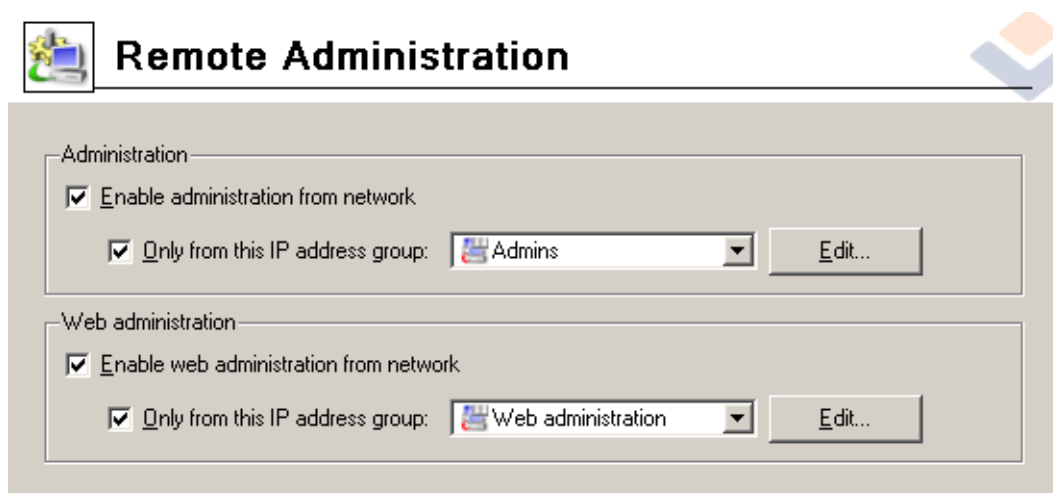 Remote Administration
Administration
Enable administration from network
Only from this IP address group: Admins Edit...
Web administration
Enable web administration from network
Only from this IP address group: Web administration Edit...